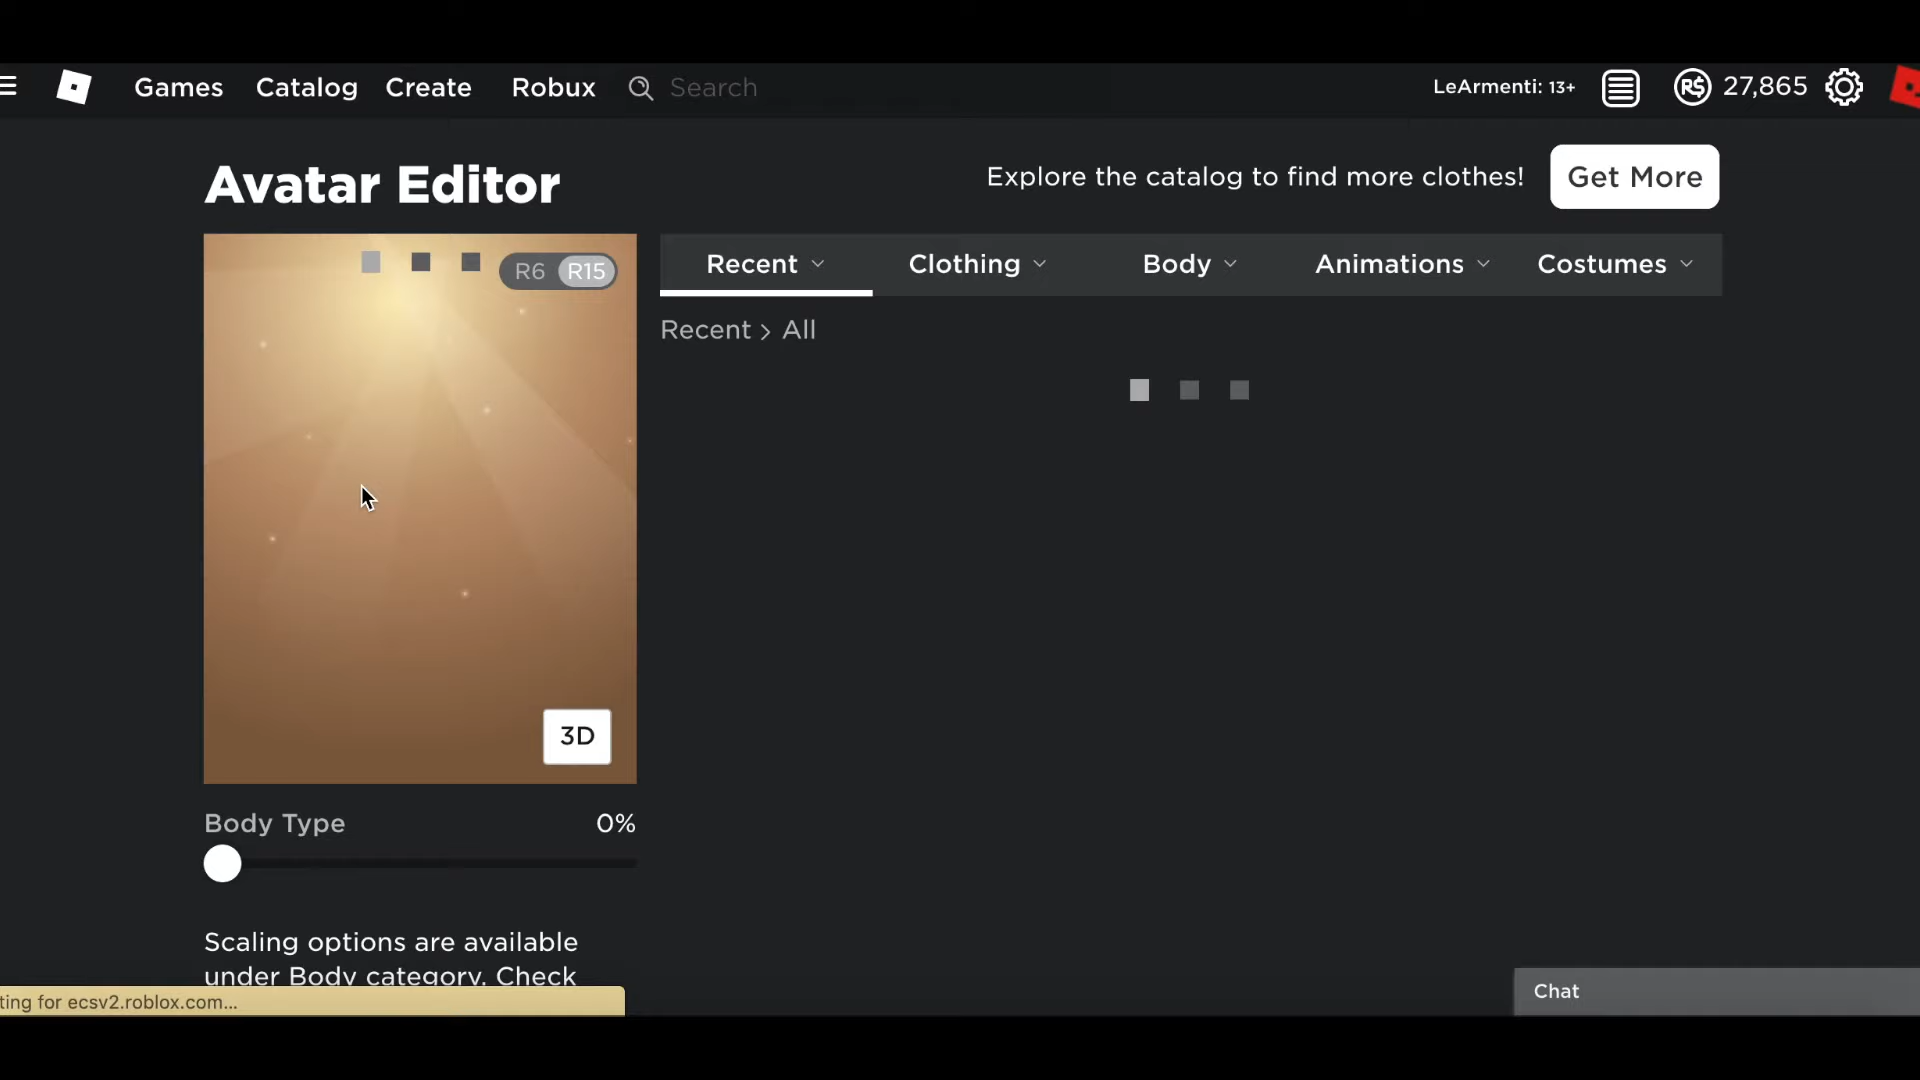 Games Catalog Create Robux Search LeArmenti: 13+ R$ 27,865
Avatar Editor
Explore the catalog to find more clothes! Get More
R6 R15
Recent Clothing Body Animations Costumes
Recent > All
3D
Body Type 0%
Scaling options are available
under Body category. Check
ting for ecsv2.roblox.com...
Chat